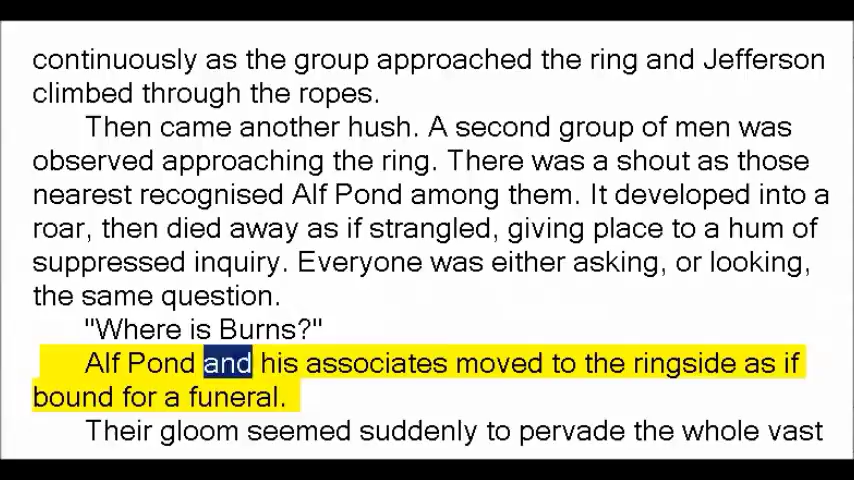 continuously as the group approached the ring and Jefferson
climbed through the ropes.
Then came another hush. A second group of men was
observed approaching the ring. There was a shout as those
nearest recognised Alf Pond among them. It developed into a
roar, then died away as if strangled, giving place to a hum of
suppressed inquiry. Everyone was either asking, or looking,
the same question.
"Where is Burns?"
Alf Pond and his associates moved to the ringside as if
bound for a funeral.
Their gloom seemed suddenly to pervade the whole vast